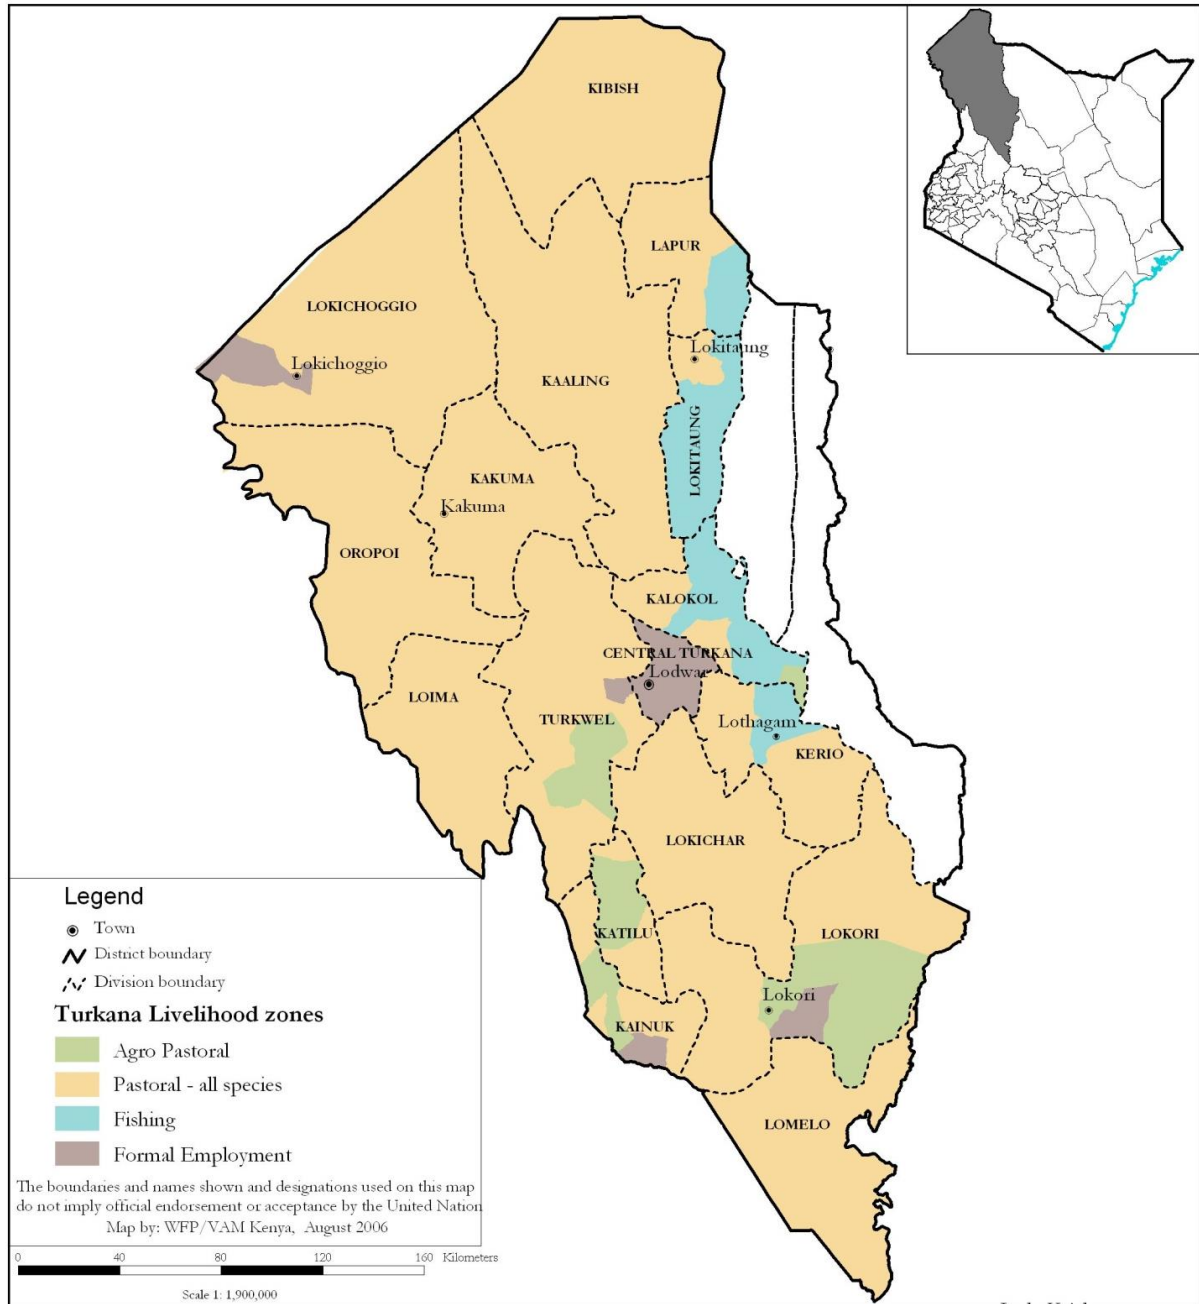 KIBISH
LAPUR
LOKICHOGGIO
Lokitaung
Lokichoggio
KAALING
LOKITAUNG
KAKUMA
Kakuma
OROPOI
KALOKOL
CENTRAL TURKANA
Lodwar
LOIMA
TURKWEL
Lothagam
KERIO
LOKICHAR
KATILU
LOKORI
Lokori
KAINUK
LOMELO
Legend
Town
District boundary
Division boundary
Turkana Livelihood zones
Agro Pastoral
Pastoral - all species
Fishing
Formal Employment
The boundaries and names shown and designations used on this map
do not imply official endorsement or acceptance by the United Nation
Map by: WFP/VAM Kenya, August 2006
0 40 80 120 160 Kilometers
Scale 1: 1,900,000